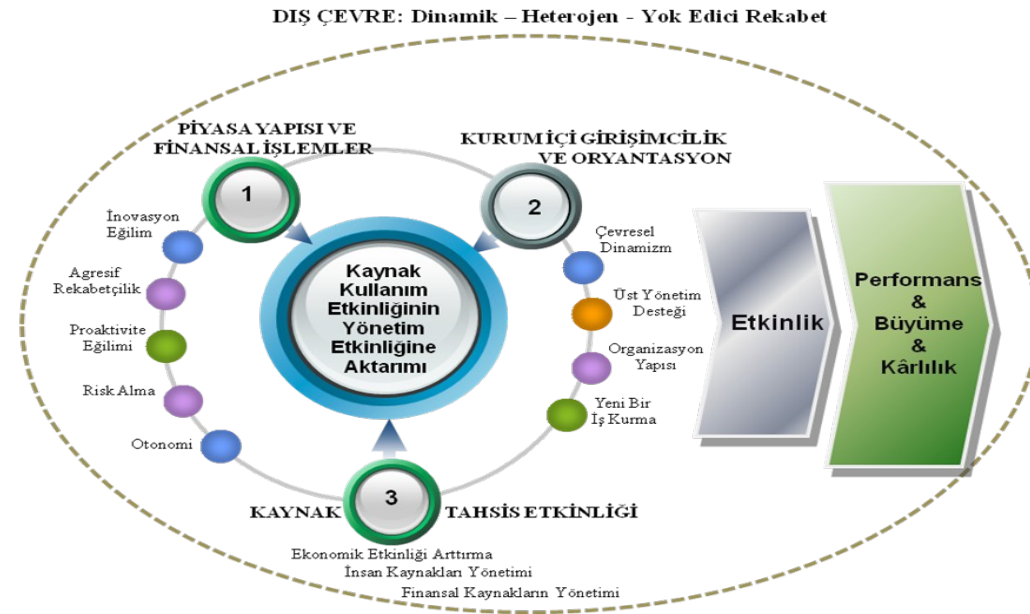 DIŞ ÇEVRE: Dinamik – Heterojen - Yok Edici Rekabet
PİYASA YAPISI VE
FİNANSAL İŞLEMLER
KURUM İÇİ GİRİŞİMCİLİK
VE ORYANTASYON
1
2
İnovasyon
Eğilim
Agresif
Rekabetçilik
Proaktivite
Eğilimi
Risk Alma
Otonomi
Kaynak
Kullanım
Etkinliğinin
Yönetim
Etkinliğine
Aktarımı
Çevresel
Dinamizm
Üst Yönetim
Desteği
Organizasyon
Yapısı
Yeni Bir
İş Kurma
Etkinlik
Performans
&
Büyüme
&
Kârlılık
3
KAYNAK TAHSİS ETKİNLİĞİ
Ekonomik Etkinliği Arttırma
İnsan Kaynakları Yönetimi
Finansal Kaynakların Yönetimi